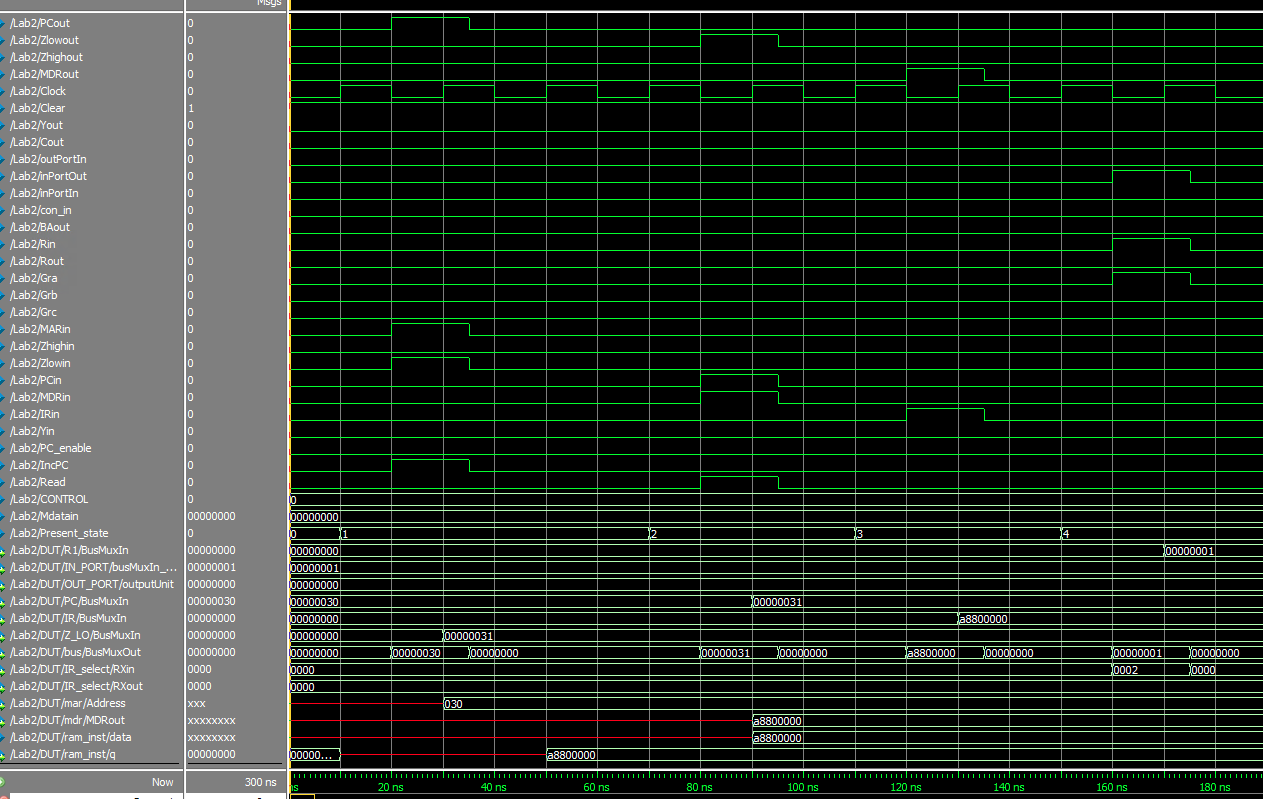 Msgs
/Lab2/PCout 0
/Lab2/Zlowout 0
/Lab2/Zhighout 0
/Lab2/MDRout 0
/Lab2/Clock 0
/Lab2/Clear 1
/Lab2/Yout 0
/Lab2/Cout 0
/Lab2/outPortIn 0
/Lab2/inPortOut 0
/Lab2/inPortIn 0
/Lab2/con_in 0
/Lab2/BAout 0
/Lab2/Rin 0
/Lab2/Rout 0
/Lab2/Gra 0
/Lab2/Grb 0
/Lab2/Grc 0
/Lab2/MARin 0
/Lab2/Zhighin 0
/Lab2/Zlowin 0
/Lab2/PCin 0
/Lab2/MDRin 0
/Lab2/IRin 0
/Lab2/Yin 0
/Lab2/PC_enable 0
/Lab2/IncPC 0
/Lab2/Read 0
/Lab2/CONTROL 0 0
/Lab2/Mdatain 00000000 00000000
/Lab2/Present_state 0 0 1 2 3 4
/Lab2/DUT/R1/BusMuxIn 00000000 00000000 00000001
/Lab2/DUT/IN_PORT/busMuxIn_... 00000001 00000001
/Lab2/DUT/OUT_PORT/outputUnit 00000000 00000000
/Lab2/DUT/PC/BusMuxIn 00000030 00000030 00000031
/Lab2/DUT/IR/BusMuxIn 00000000 00000000 a8800000
/Lab2/DUT/Z_LO/BusMuxIn 00000000 00000000 00000031
/Lab2/DUT/bus/BusMuxOut 00000000 00000000 00000030 00000000 00000031 00000000 a8800000 00000000 00000001 00000000
/Lab2/DUT/IR_select/RXin 0000 0000 0002 0000
/Lab2/DUT/IR_select/RXout 0000 0000
/Lab2/DUT/mar/Address xxx 030
/Lab2/DUT/mdr/MDRout xxxxxxxx a8800000
/Lab2/DUT/ram_inst/data xxxxxxxx a8800000
/Lab2/DUT/ram_inst/q 00000000 00000... a8800000
Now 300 ns ns 20 ns 40 ns 60 ns 80 ns 100 ns 120 ns 140 ns 160 ns 180 ns